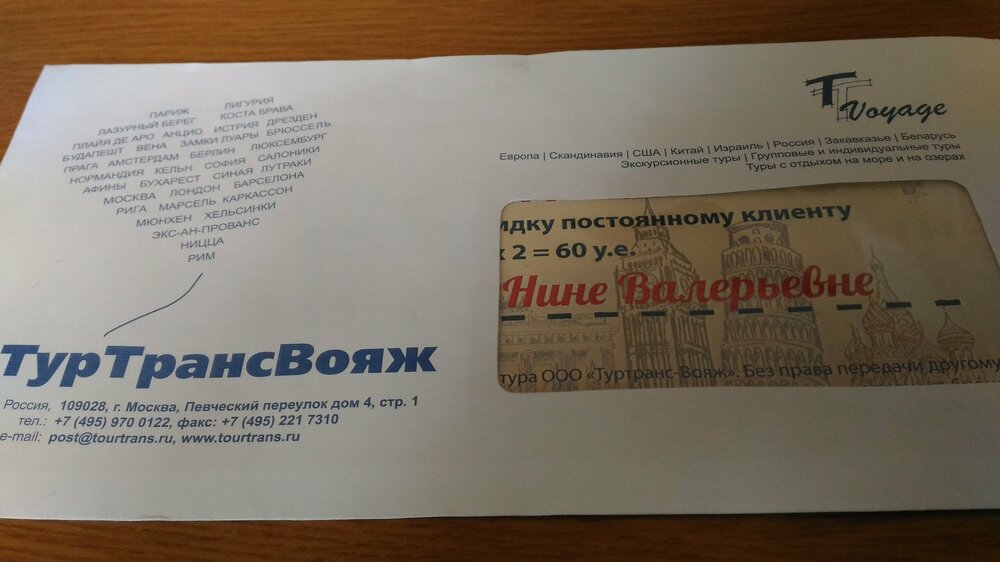 ПАРИЖ ЛИГУРИЯ
ЛАЗУРНЫЙ БЕРЕГ КОСТА БРАВА
ПЛАЙЯ ДЕ АРО АНЦИО ИСТРИЯ ДРЕЗДЕН
БУДАПЕШТ ВЕНА ЗАМКИ ЛУАРЫ БРЮССЕЛЬ
ПРАГА АМСТЕРДАМ БЕРЛИН ЛЮКСЕМБУРГ
НОРМАНДИЯ КЕЛЬН СОФИЯ САЛОНИКИ
АФИНЫ БУХАРЕСТ СИНАЯ ЛУТРАКИ
МОСКВА ЛОНДОН БАРСЕЛОНА
РИГА МАРСЕЛЬ КАРКАССОН
МЮНХЕН ХЕЛЬСИНКИ
ЭКС-АН-ПРОВАНС
НИЦЦА
РИМ
ТурТрансВояж
Россия, 109028, г. Москва, Певческий переулок дом 4, стр. 1
тел.: +7 (495) 970 0122, факс: +7 (495) 221 7310
e-mail: post@tourtrans.ru, www.tourtrans.ru
TT Voyage
Европа | Скандинавия | США | Китай | Израиль | Россия | Закавказье | Беларусь
Экскурсионные туры | Групповые и индивидуальные туры
Туры с отдыхом на море и на озерах
идку постоянному клиенту
х 2 = 60 у.е.
Нине Валерьевне
тура ООО «Туртранс-Вояж». Без права передачи другому